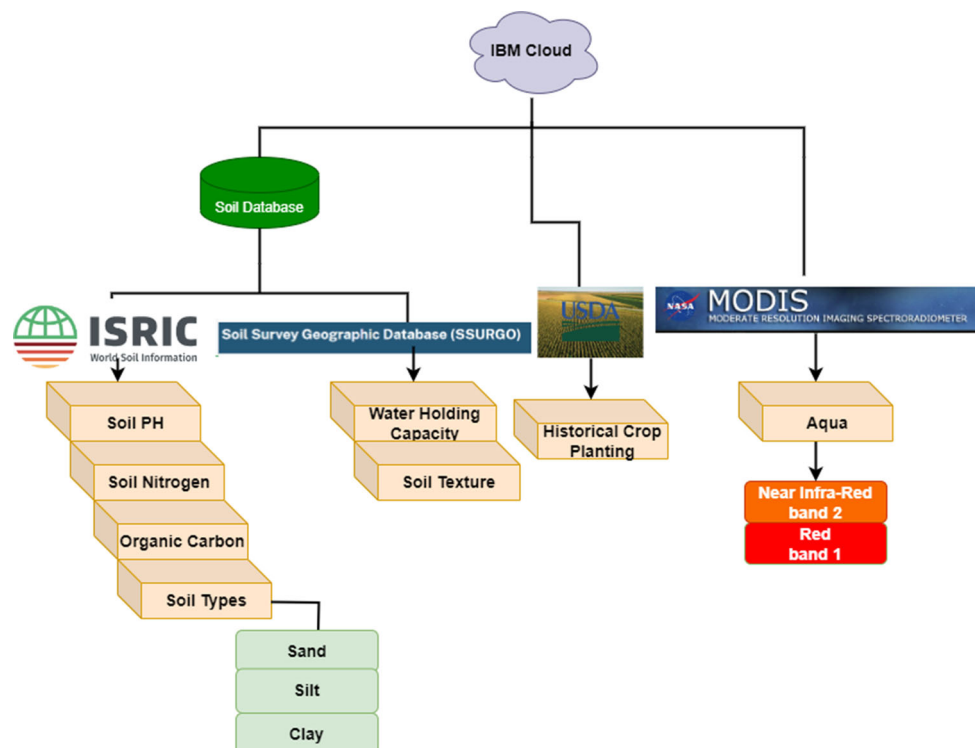 IBM Cloud
Soil Database
ISRIC
World Soil Information
Soil Survey Geographic Database (SSURGO)
USDA
NASA
MODIS
MODERATE RESOLUTION IMAGING SPECTRORADIOMETER
Soil PH
Soil Nitrogen
Organic Carbon
Soil Types
Sand
Silt
Clay
Water Holding
Capacity
Soil Texture
Historical Crop
Planting
Aqua
Near Infra-Red
band 2
Red
band 1